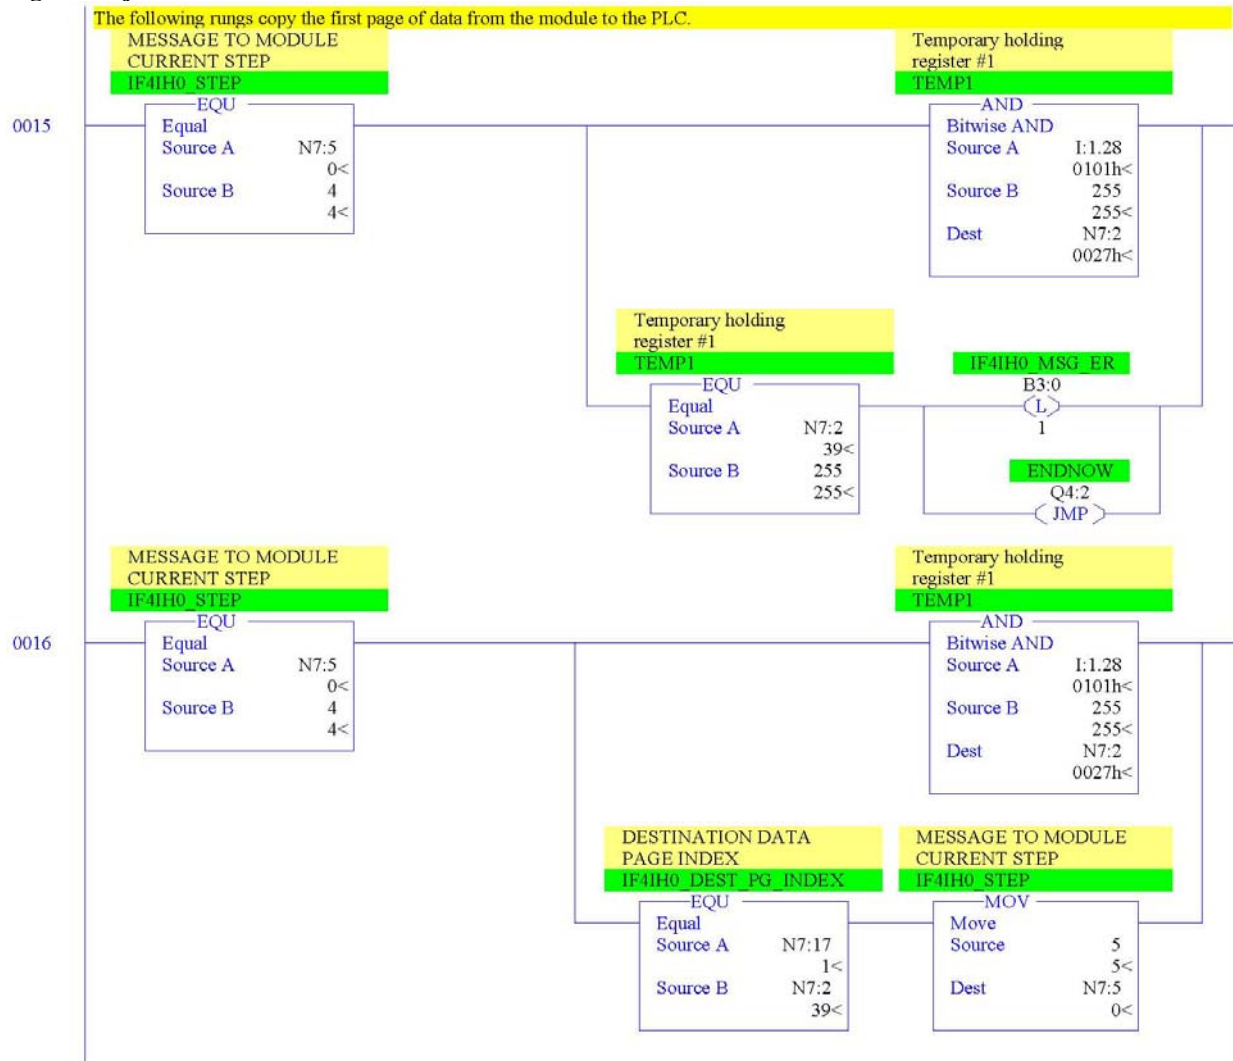 The following rungs copy the first page of data from the module to the PLC.
MESSAGE TO MODULE
CURRENT STEP
IF4IH0_STEP
EQU
Equal
Source A N7:5
0<
Source B 4
4<
0015
Temporary holding
register #1
TEMP1
AND
Bitwise AND
Source A I:1.28
0101h<
Source B 255
255<
Dest N7:2
0027h<
Temporary holding
register #1
TEMP1
EQU
Equal
Source A N7:2
39<
Source B 255
255<
IF4IH0_MSG_ER
B3:0
L
1
ENDNOW
Q4:2
JMP
MESSAGE TO MODULE
CURRENT STEP
IF4IH0_STEP
EQU
Equal
Source A N7:5
0<
Source B 4
4<
0016
Temporary holding
register #1
TEMP1
AND
Bitwise AND
Source A I:1.28
0101h<
Source B 255
255<
Dest N7:2
0027h<
DESTINATION DATA
PAGE INDEX
IF4IH0_DEST_PG_INDEX
EQU
Equal
Source A N7:17
1<
Source B N7:2
39<
MESSAGE TO MODULE
CURRENT STEP
IF4IH0_STEP
MOV
Move
Source 5
5<
Dest N7:5
0<